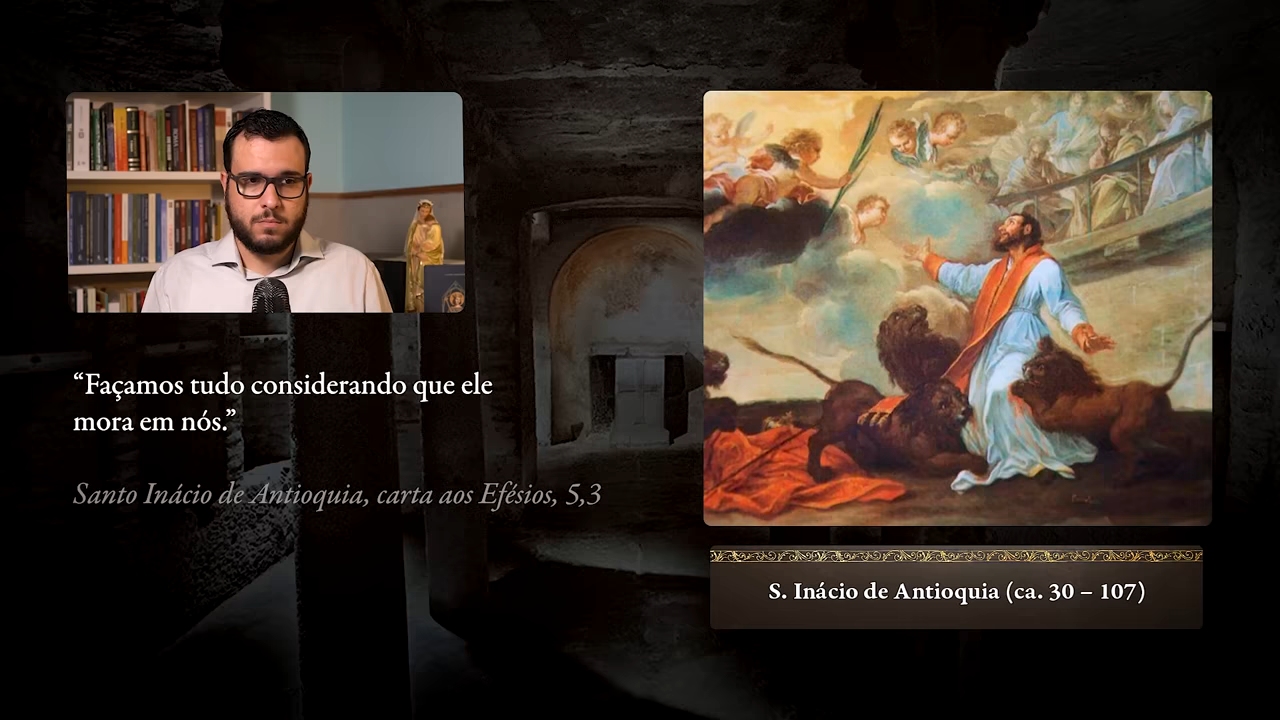 “Façamos tudo considerando que ele
mora em nós.”
Santo Inácio de Antioquia, carta aos Efésios, 5,3
S. Inácio de Antioquia (ca. 30 – 107)